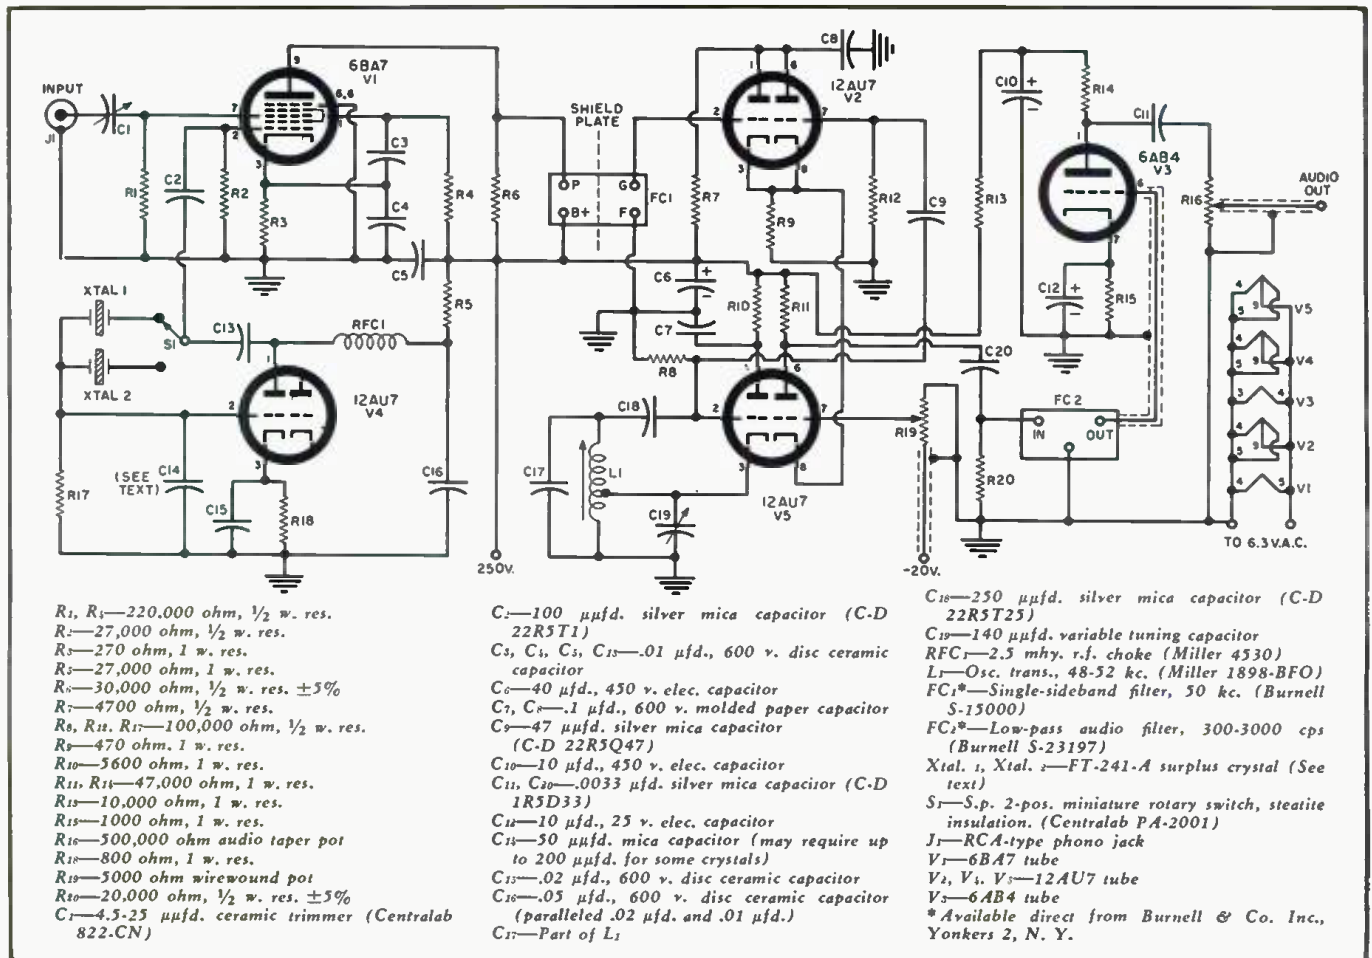 INPUT
J1
C1
R1
C2
R2
R3
7
2
3
9
6BA7
V1
5,6
C3
C4
C5
R4
R5
R6
SHIELD
PLATE
P
G
B+
F
FC1
R7
C6
+
−
C7
R8
C8
12AU7
V2
1
6
2
7
3
8
R9
R12
C9
R10
R11
C10
+
−
R13
R14
C11
6AB4
V3
1
6
7
C12
+
−
R15
R16
AUDIO
OUT
XTAL 1
XTAL 2
S1
C13
RFC1
12AU7
V4
1
2
3
(SEE
TEXT)
C14
R17
C15
R18
C16
250V.
C17
L1
C18
C19
12AU7
V5
1
6
2
7
3
8
R19
-20V.
C20
R20
FC2
IN
OUT
4
5
9
V5
4
5
9
V4
3
4
V3
4
5
9
V2
4
5
V1
TO 6.3 V.A.C.
R1, R4—220,000 ohm, ½ w. res.
R2—27,000 ohm, ½ w. res.
R3—270 ohm, 1 w. res.
R5—27,000 ohm, 1 w. res.
R6—30,000 ohm, ½ w. res. ±5%
R7—4700 ohm, ½ w. res.
R8, R12, R17—100,000 ohm, ½ w. res.
R9—470 ohm, 1 w. res.
R10—5600 ohm, 1 w. res.
R11, R14—47,000 ohm, 1 w. res.
R13—10,000 ohm, 1 w. res.
R15—1000 ohm, 1 w. res.
R16—500,000 ohm audio taper pot
R18—800 ohm, 1 w. res.
R19—5000 ohm wirewound pot
R20—20,000 ohm, ½ w. res. ±5%
C1—4.5-25 μμfd. ceramic trimmer (Centralab
822-CN)
C2—100 μμfd. silver mica capacitor (C-D
22R5T1)
C3, C4, C5, C15—.01 μfd., 600 v. disc ceramic
capacitor
C6—40 μfd., 450 v. elec. capacitor
C7, C8—.1 μfd., 600 v. molded paper capacitor
C9—47 μμfd. silver mica capacitor
(C-D 22R5Q47)
C10—10 μfd., 450 v. elec. capacitor
C11, C20—.0033 μfd. silver mica capacitor (C-D
1R5D33)
C12—10 μfd., 25 v. elec. capacitor
C14—50 μμfd. mica capacitor (may require up
to 200 μμfd. for some crystals)
C13—.02 μfd., 600 v. disc ceramic capacitor
C16—.05 μfd., 600 v. disc ceramic capacitor
(paralleled .02 μfd. and .01 μfd.)
C17—Part of L1
C18—250 μμfd. silver mica capacitor (C-D
22R5T25)
C19—140 μμfd. variable tuning capacitor
RFC1—2.5 mhy. r.f. choke (Miller 4530)
L1—Osc. trans., 48-52 kc. (Miller 1898-BFO)
FC1*—Single-sideband filter, 50 kc. (Burnell
S-15000)
FC2*—Low-pass audio filter, 300-3000 cps
(Burnell S-23197)
Xtal. 1, Xtal. 2—FT-241-A surplus crystal (See
text)
S1—S.p. 2-pos. miniature rotary switch, steatite
insulation. (Centralab PA-2001)
J1—RCA-type phono jack
V1—6BA7 tube
V2, V4, V5—12AU7 tube
V3—6AB4 tube
*Available direct from Burnell & Co. Inc.,
Yonkers 2, N. Y.